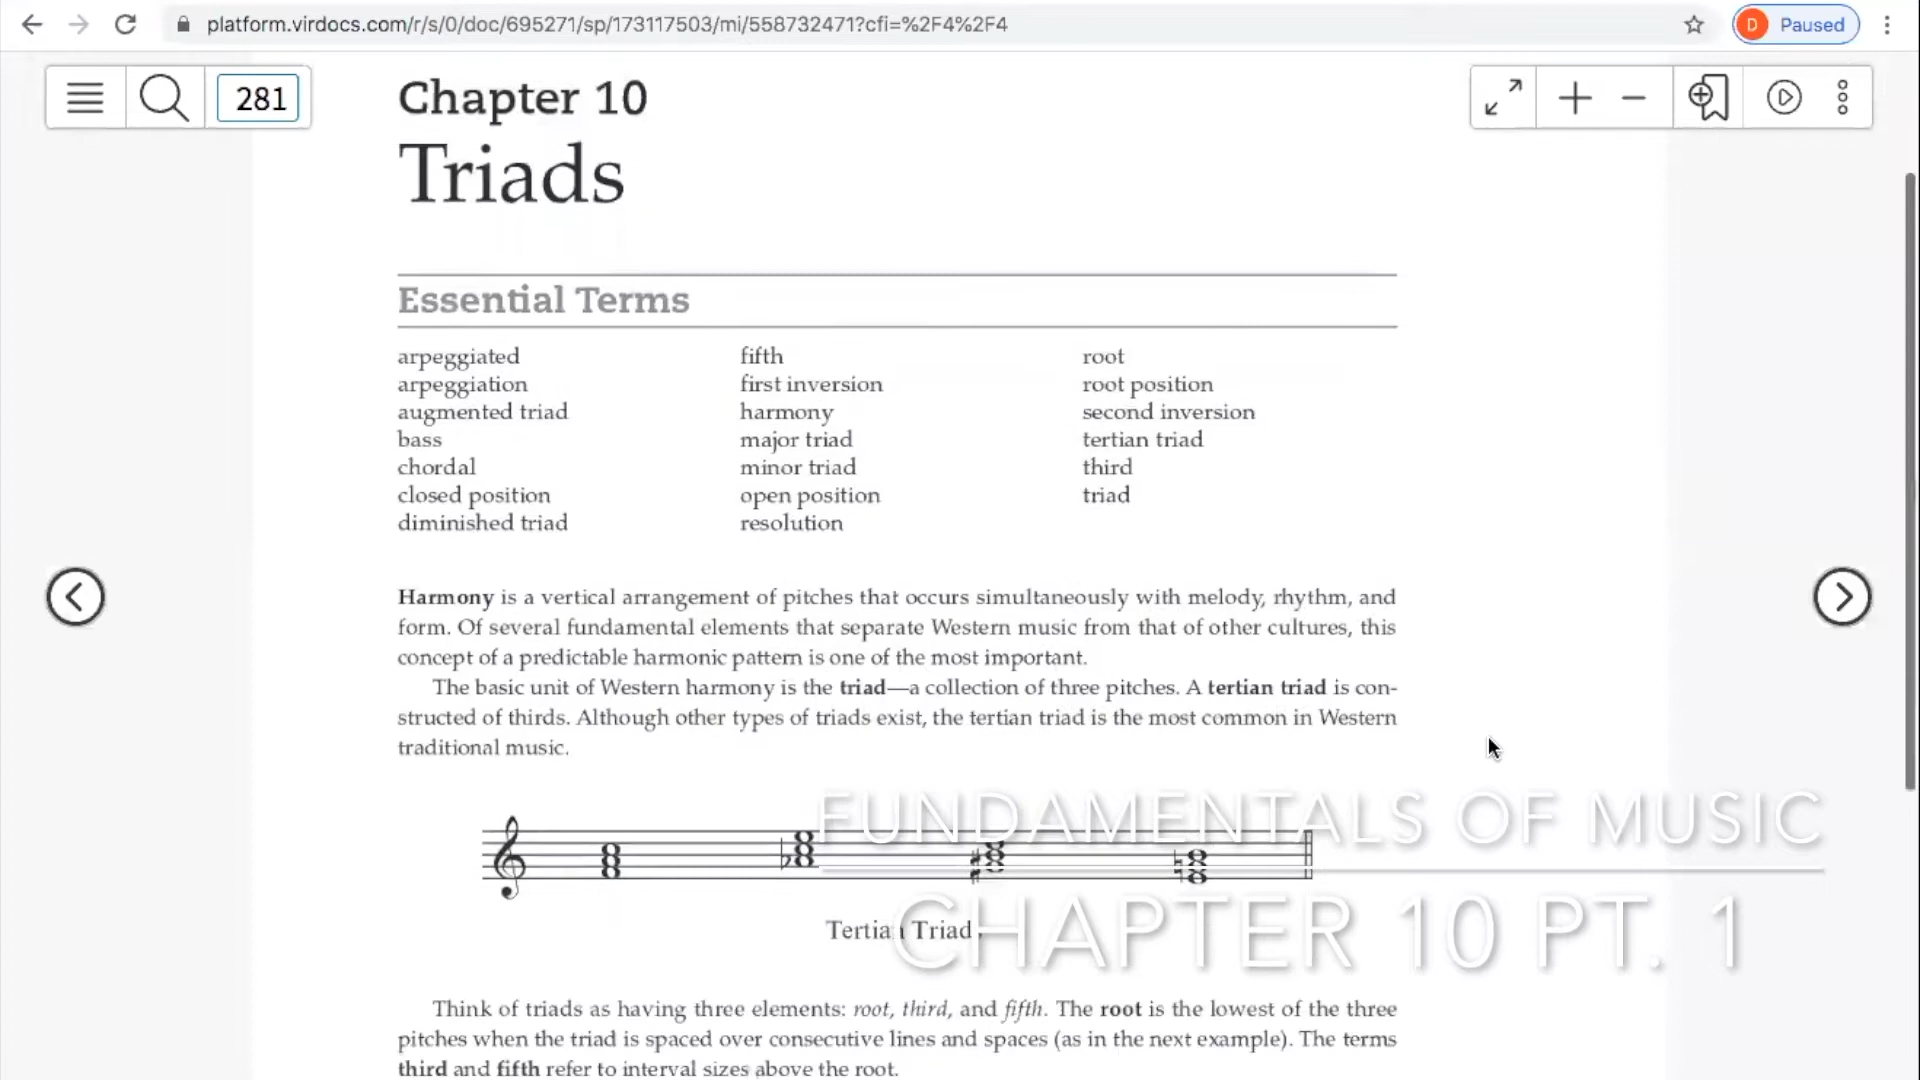 platform.virdocs.com/r/s/0/doc/695271/sp/173117503/mi/558732471?cfi=%2F4%2F4
D Paused
281
Chapter 10
Triads
Essential Terms
arpeggiated fifth root
arpeggiation first inversion root position
augmented triad harmony second inversion
bass major triad tertian triad
chordal minor triad third
closed position open position triad
diminished triad resolution
Harmony is a vertical arrangement of pitches that occurs simultaneously with melody, rhythm, and
form. Of several fundamental elements that separate Western music from that of other cultures, this
concept of a predictable harmonic pattern is one of the most important.
The basic unit of Western harmony is the triad—a collection of three pitches. A tertian triad is con-
structed of thirds. Although other types of triads exist, the tertian triad is the most common in Western
traditional music.
FUNDAMENTALS OF MUSIC
Tertian Triads
CHAPTER 10 PT. 1
Think of triads as having three elements: root, third, and fifth. The root is the lowest of the three
pitches when the triad is spaced over consecutive lines and spaces (as in the next example). The terms
third and fifth refer to interval sizes above the root.